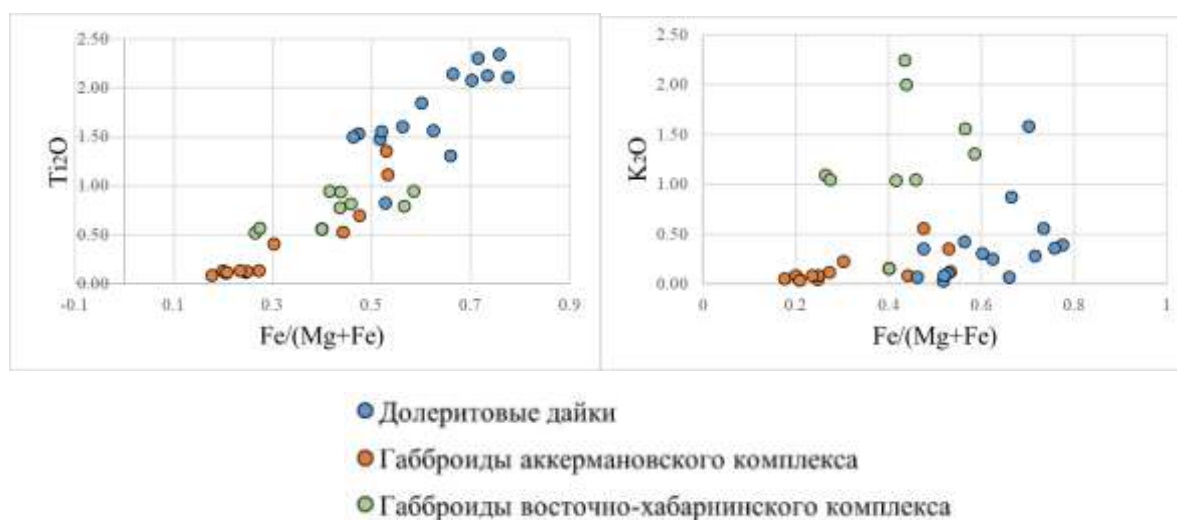 2.50
2.00
1.50
1.00
0.50
0.00
Ti₂O
-0.1 0.1 0.3 0.5 0.7 0.9
Fe/(Mg+Fe)
2.50
2.00
1.50
1.00
0.50
0.00
K₂O
0 0.2 0.4 0.6 0.8 1
Fe/(Mg+Fe)
Долеритовые дайки
Габброиды аккермановского комплекса
Габброиды восточно-хабарнинского комплекса